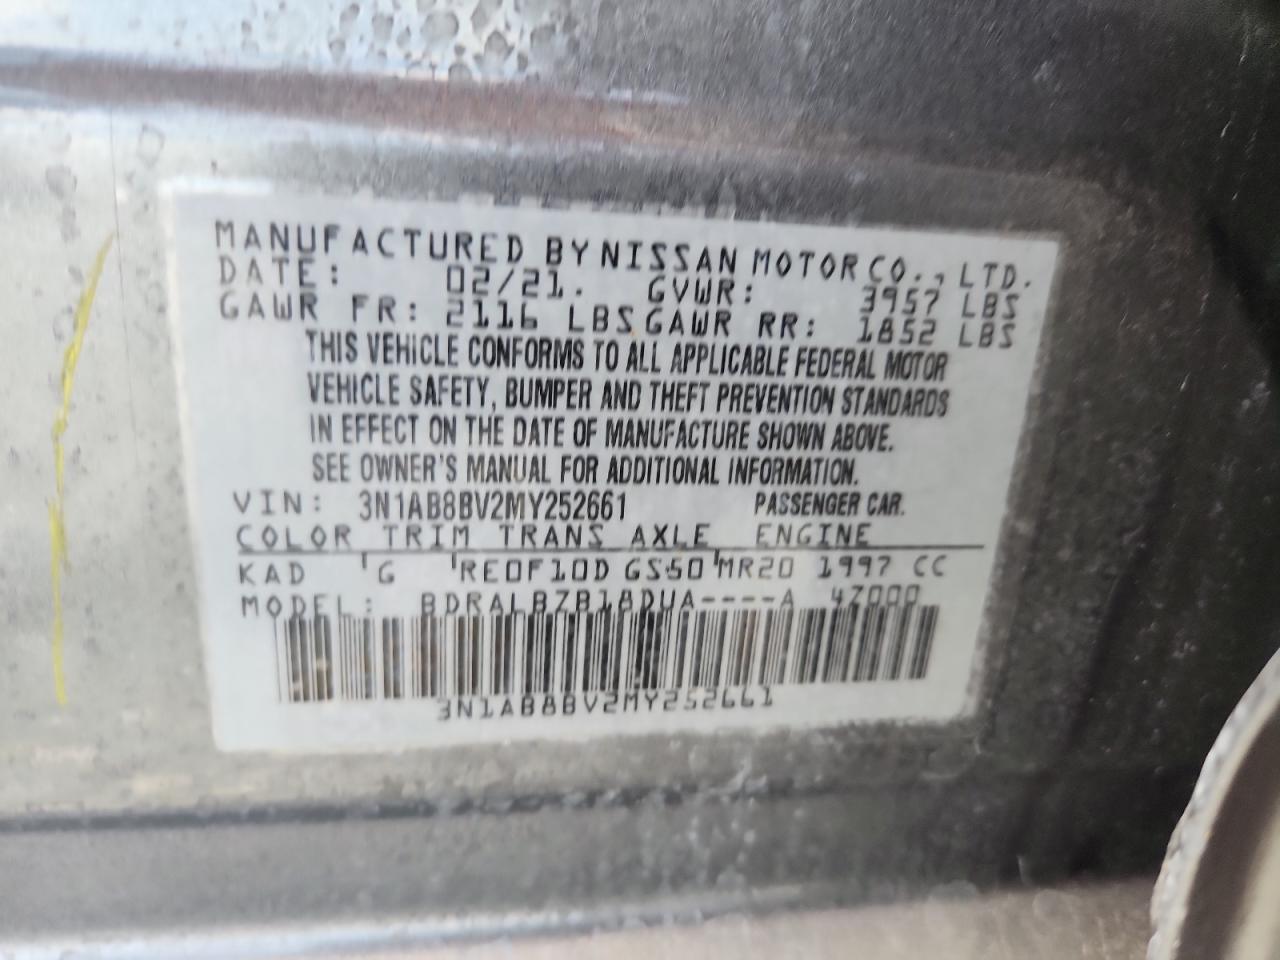 MANUFACTURED BY NISSAN MOTOR CO., LTD.
DATE: 02/21. GVWR: 3957 LBS
GAWR FR: 2116 LBS GAWR RR: 1852 LBS
THIS VEHICLE CONFORMS TO ALL APPLICABLE FEDERAL MOTOR
VEHICLE SAFETY, BUMPER AND THEFT PREVENTION STANDARDS
IN EFFECT ON THE DATE OF MANUFACTURE SHOWN ABOVE.
SEE OWNER'S MANUAL FOR ADDITIONAL INFORMATION.
VIN: 3N1AB8BV2MY252661 PASSENGER CAR.
COLOR TRIM TRANS AXLE ENGINE
KAD 'G 'RE0F10D GS50 'MR20 1997 CC
MODEL: BDRALBZB18DUA----A 47000
3N1AB8BV2MY252661